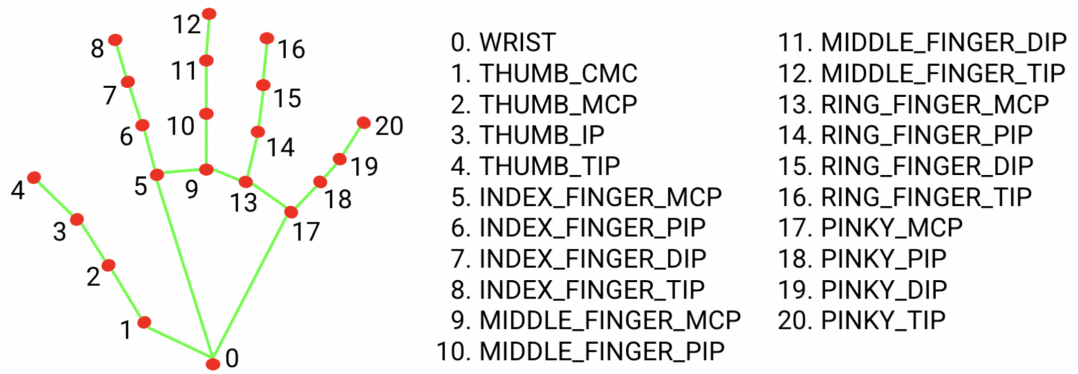 12
8
16
11
7
15
10
6
20
14
19
4
5
9
13
18
3
17
2
1
0
0. WRIST
1. THUMB_CMC
2. THUMB_MCP
3. THUMB_IP
4. THUMB_TIP
5. INDEX_FINGER_MCP
6. INDEX_FINGER_PIP
7. INDEX_FINGER_DIP
8. INDEX_FINGER_TIP
9. MIDDLE_FINGER_MCP
10. MIDDLE_FINGER_PIP
11. MIDDLE_FINGER_DIP
12. MIDDLE_FINGER_TIP
13. RING_FINGER_MCP
14. RING_FINGER_PIP
15. RING_FINGER_DIP
16. RING_FINGER_TIP
17. PINKY_MCP
18. PINKY_PIP
19. PINKY_DIP
20. PINKY_TIP